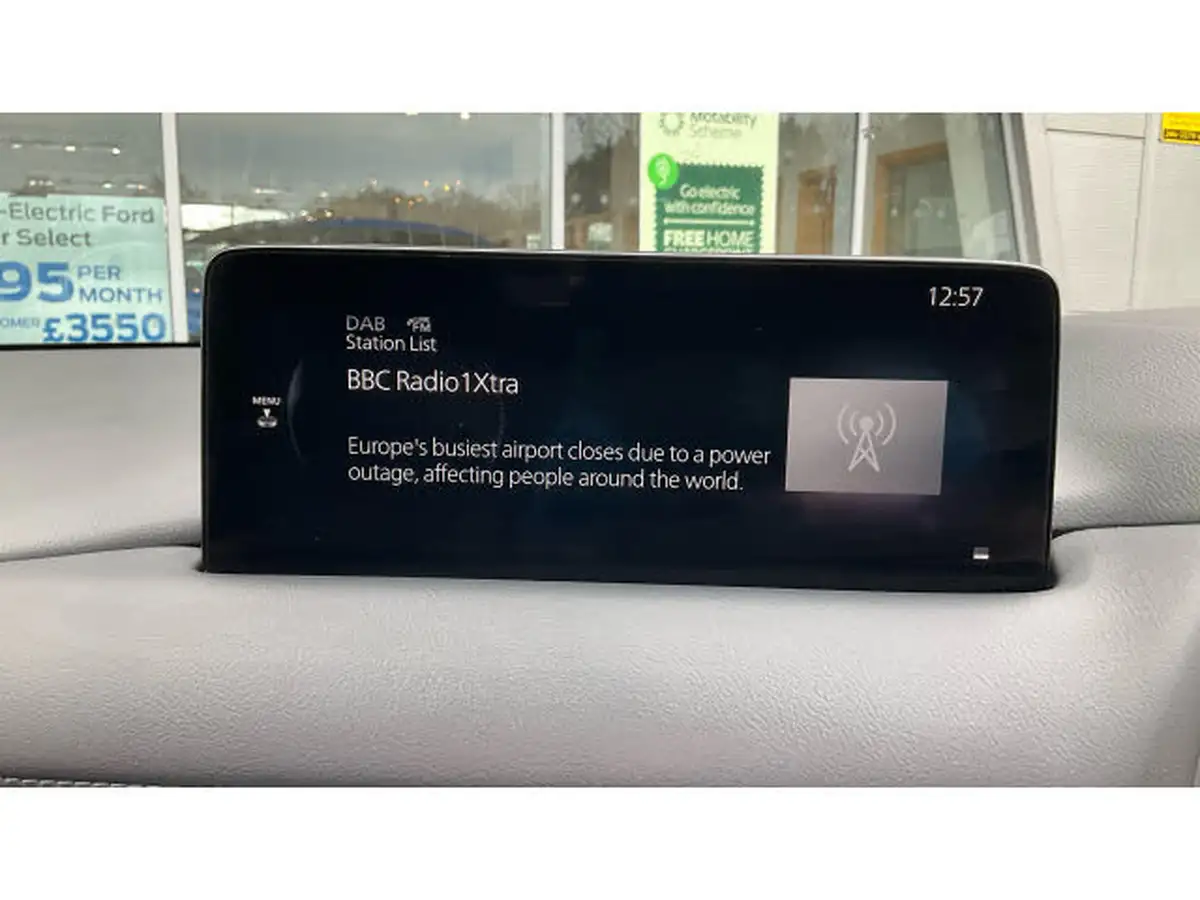 Motability
Scheme
Go electric
with confidence
FREE HOME
-Electric Ford
r Select
95 PER
MONTH
OMER £3550
12:57
DAB FM
Station List
BBC Radio1Xtra
MENU
Europe's busiest airport closes due to a power
outage, affecting people around the world.